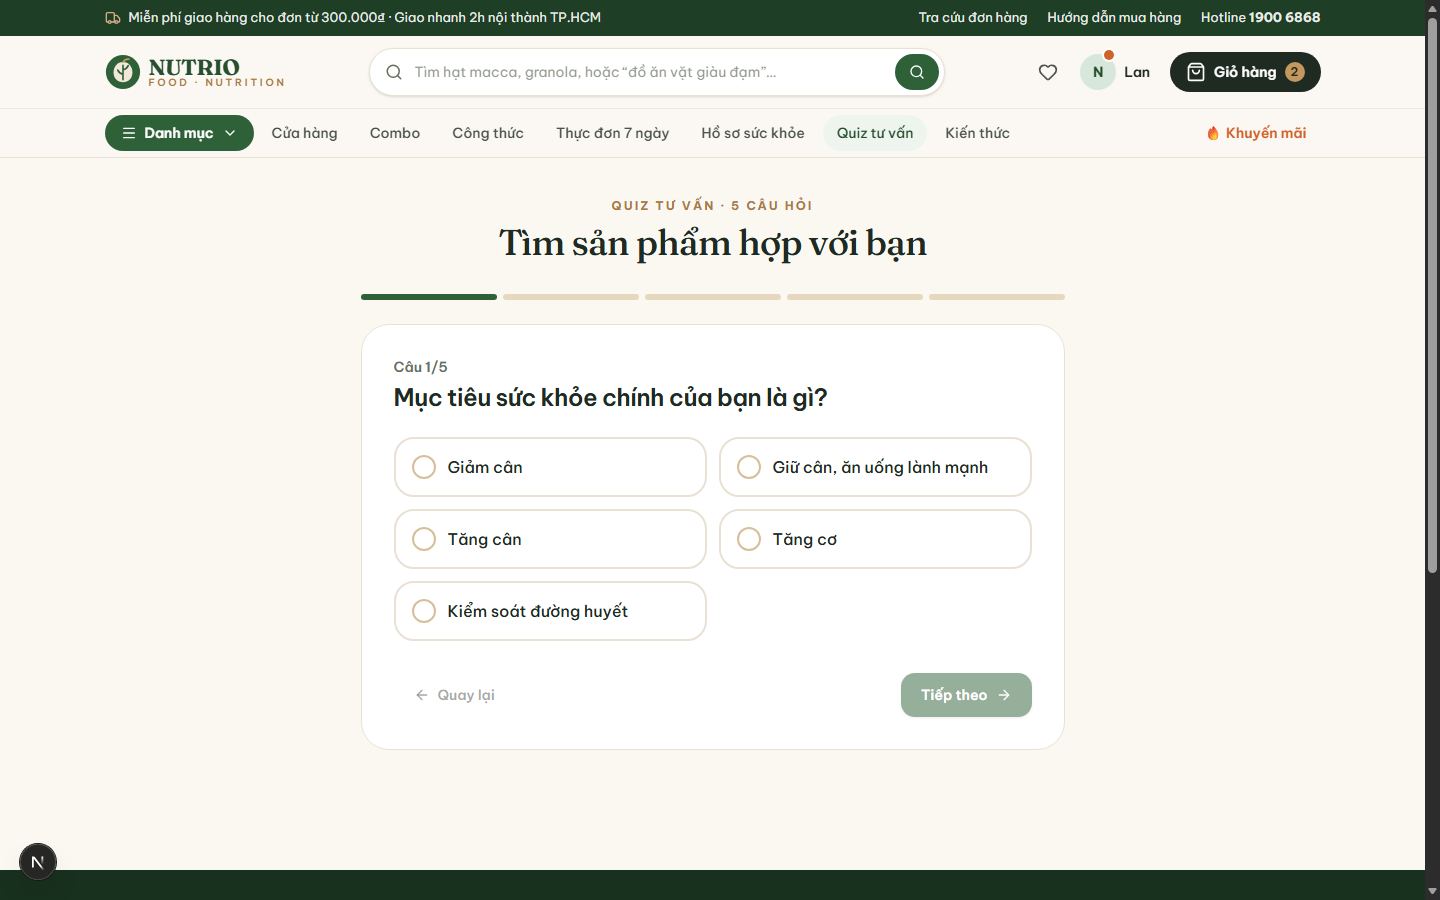 Miễn phí giao hàng cho đơn từ 300.000₫ · Giao nhanh 2h nội thành TP.HCM
Tra cứu đơn hàng
Hướng dẫn mua hàng
Hotline 1900 6868
NUTRIO
FOOD · NUTRITION
Tìm hạt macca, granola, hoặc “đồ ăn vặt giàu đạm”...
N
Lan
Giỏ hàng
2
Danh mục
Cửa hàng
Combo
Công thức
Thực đơn 7 ngày
Hồ sơ sức khỏe
Quiz tư vấn
Kiến thức
Khuyến mãi
QUIZ TƯ VẤN · 5 CÂU HỎI
Tìm sản phẩm hợp với bạn
Câu 1/5
Mục tiêu sức khỏe chính của bạn là gì?
Giảm cân
Giữ cân, ăn uống lành mạnh
Tăng cân
Tăng cơ
Kiểm soát đường huyết
Quay lại
Tiếp theo
N